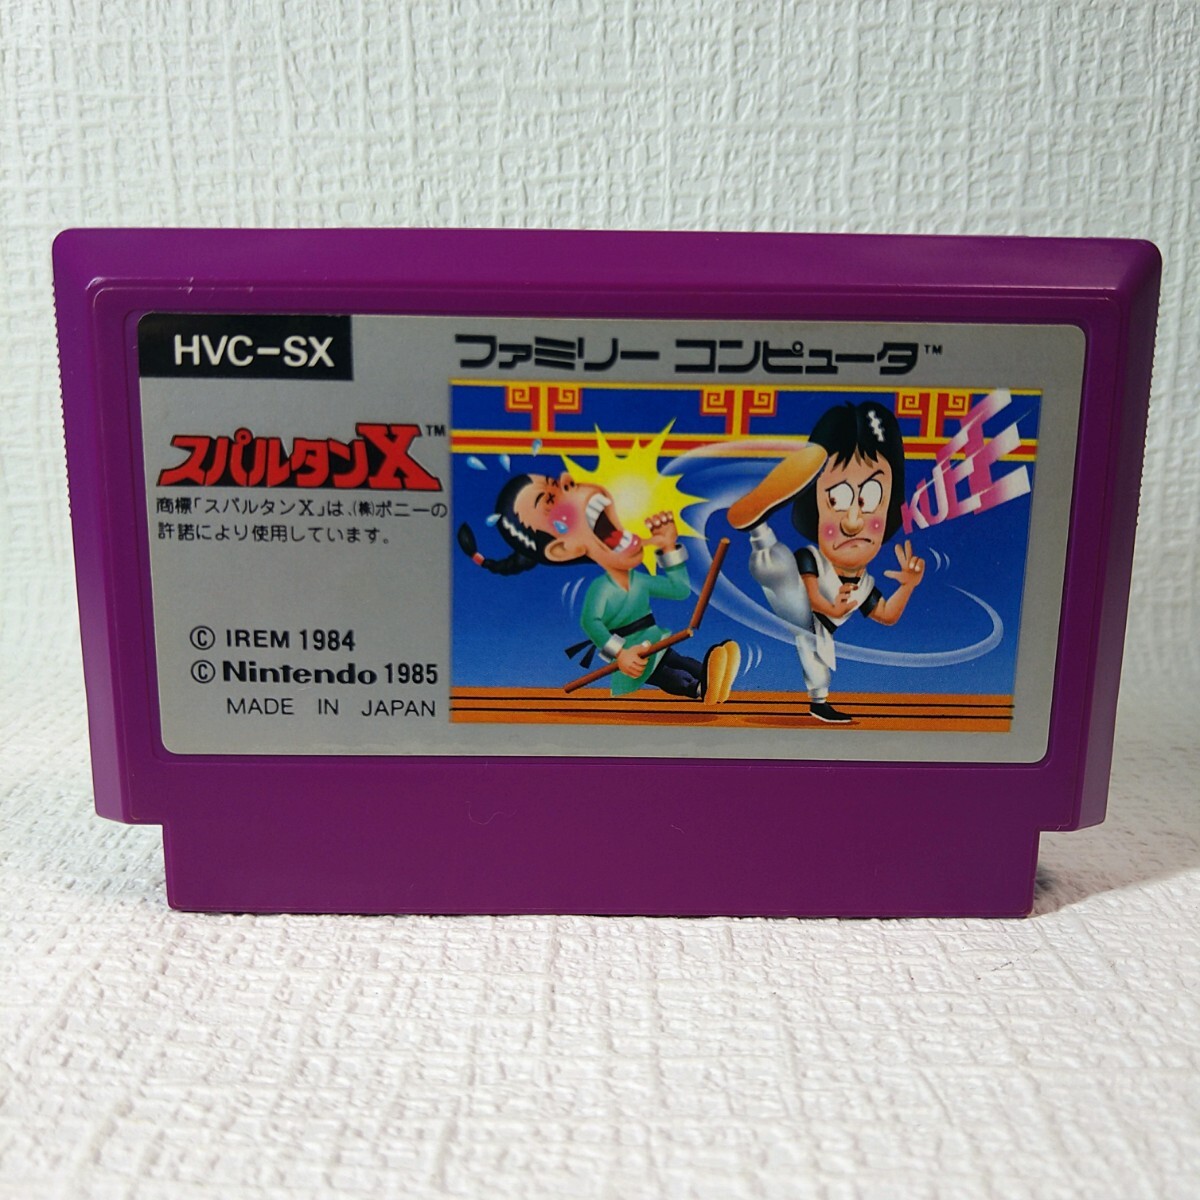 HVC-SX
ファミリー コンピュータ™
スパルタンX™
商標「スパルタンX」は、(株)ポニーの
許諾により使用しています。
© IREM 1984
© Nintendo 1985
MADE IN JAPAN
KUEE